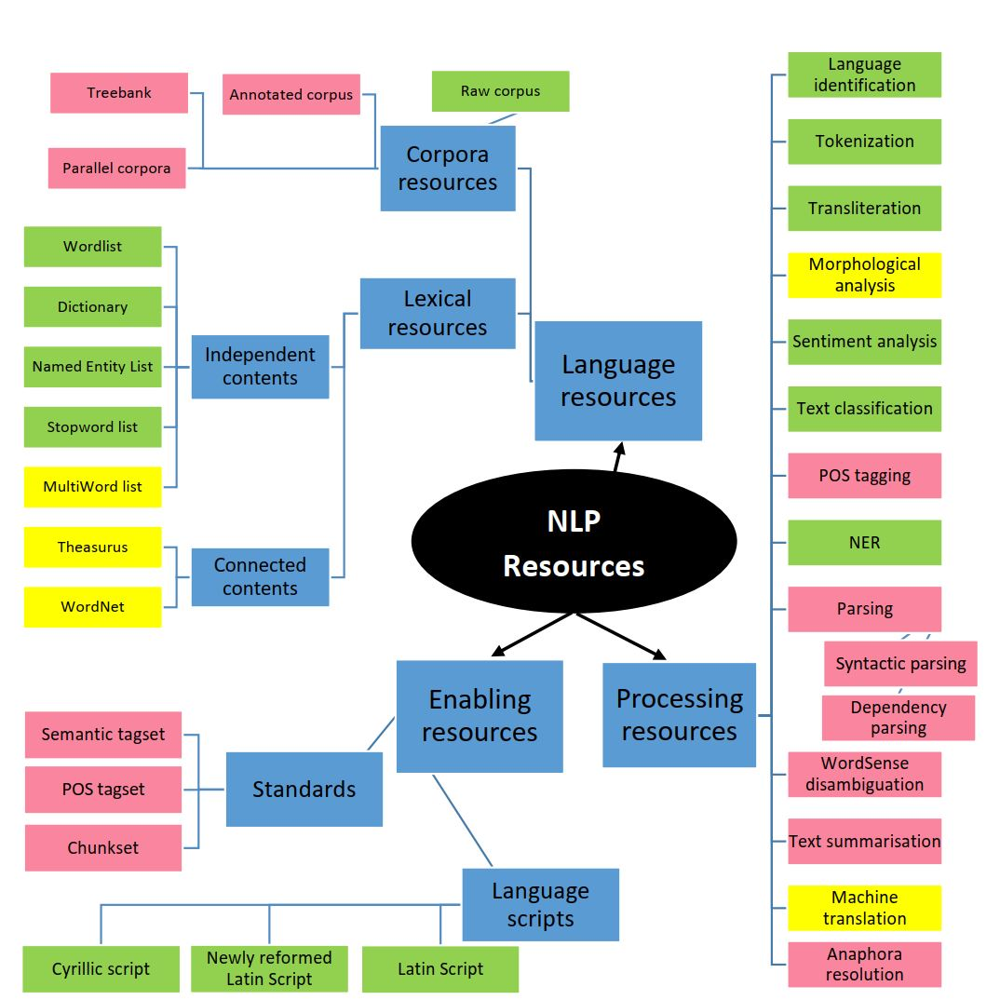 Treebank
Annotated corpus
Raw corpus
Parallel corpora
Corpora
resources
Wordlist
Dictionary
Named Entity List
Stopword list
MultiWord list
Independent
contents
Lexical
resources
Theasurus
WordNet
Connected
contents
Language
resources
NLP
Resources
Enabling
resources
Processing
resources
Semantic tagset
POS tagset
Chunkset
Standards
Language
scripts
Cyrillic script
Newly reformed
Latin Script
Latin Script
Language
identification
Tokenization
Transliteration
Morphological
analysis
Sentiment analysis
Text classification
POS tagging
NER
Parsing
Syntactic parsing
Dependency
parsing
WordSense
disambiguation
Text summarisation
Machine
translation
Anaphora
resolution